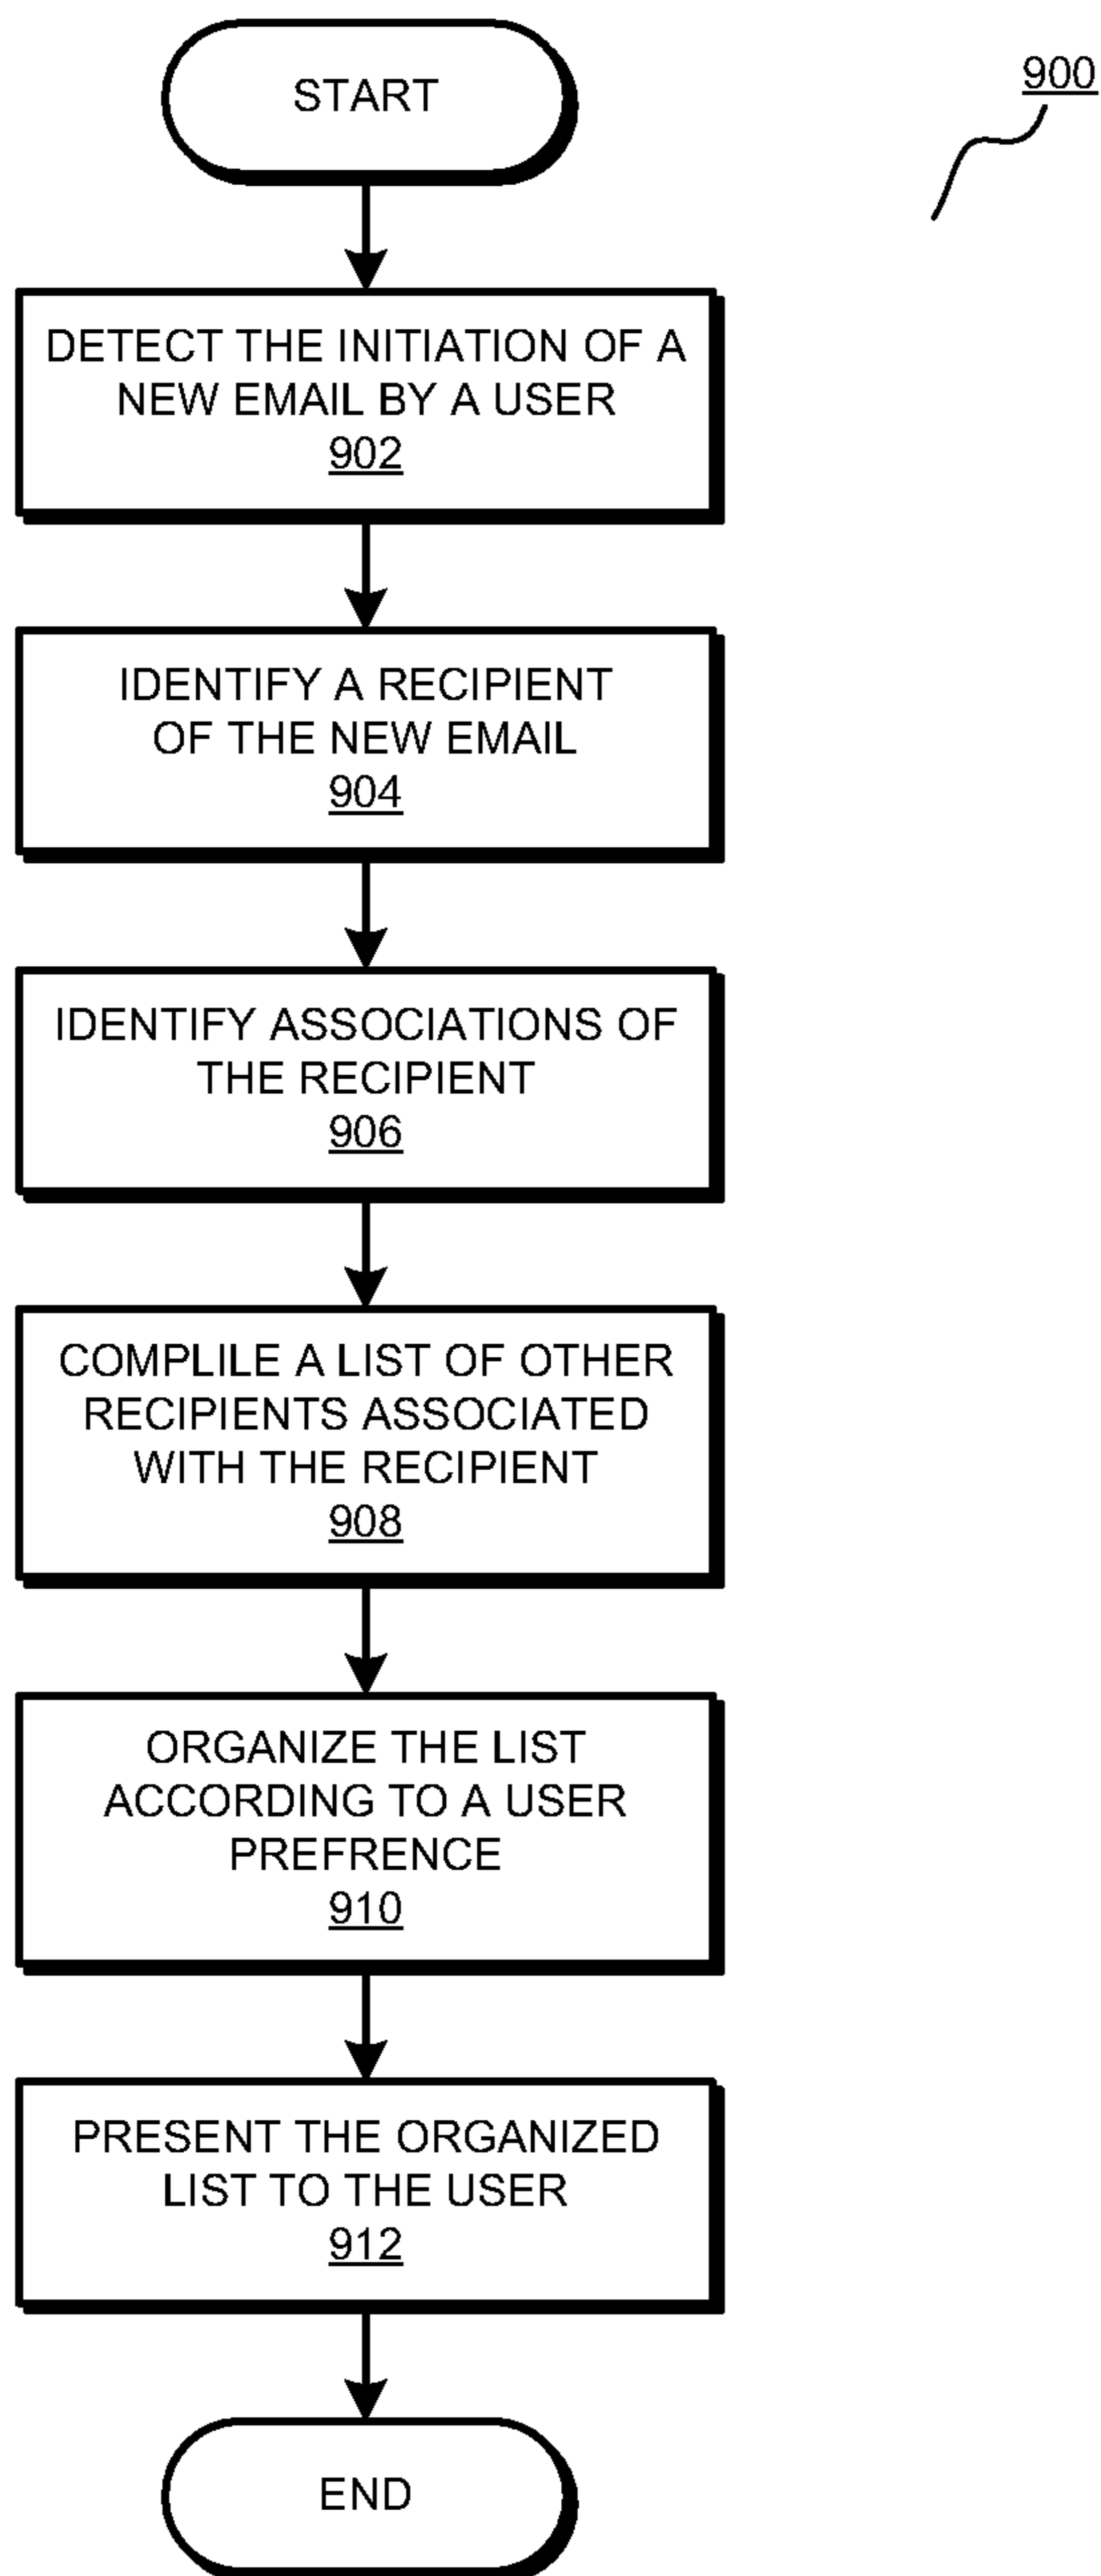 START
900
DETECT THE INITIATION OF A
NEW EMAIL BY A USER
902
IDENTIFY A RECIPIENT
OF THE NEW EMAIL
904
IDENTIFY ASSOCIATIONS OF
THE RECIPIENT
906
COMPLILE A LIST OF OTHER
RECIPIENTS ASSOCIATED
WITH THE RECIPIENT
908
ORGANIZE THE LIST
ACCORDING TO A USER
PREFRENCE
910
PRESENT THE ORGANIZED
LIST TO THE USER
912
END